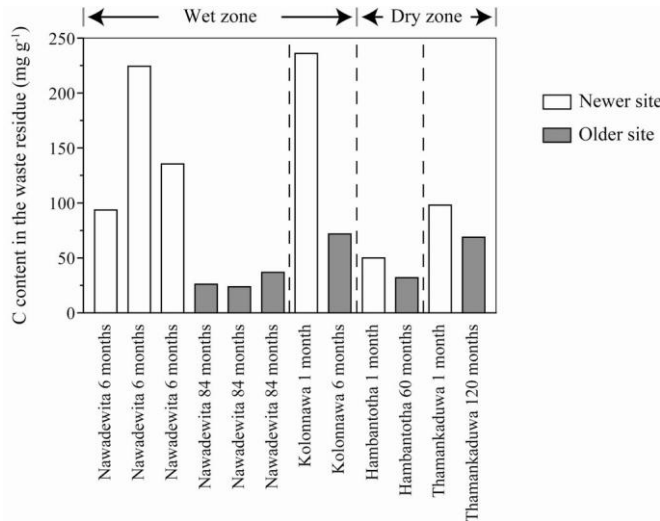 Wet zone
Dry zone
C content in the waste residue (mg g⁻¹)
250
200
150
100
50
0
Newer site
Older site
Nawadewita 6 months
Nawadewita 6 months
Nawadewita 6 months
Nawadewita 84 months
Nawadewita 84 months
Nawadewita 84 months
Kolonnawa 1 month
Kolonnawa 6 months
Hambantotha 1 month
Hambantotha 60 months
Thamankaduwa 1 month
Thamankaduwa 120 months